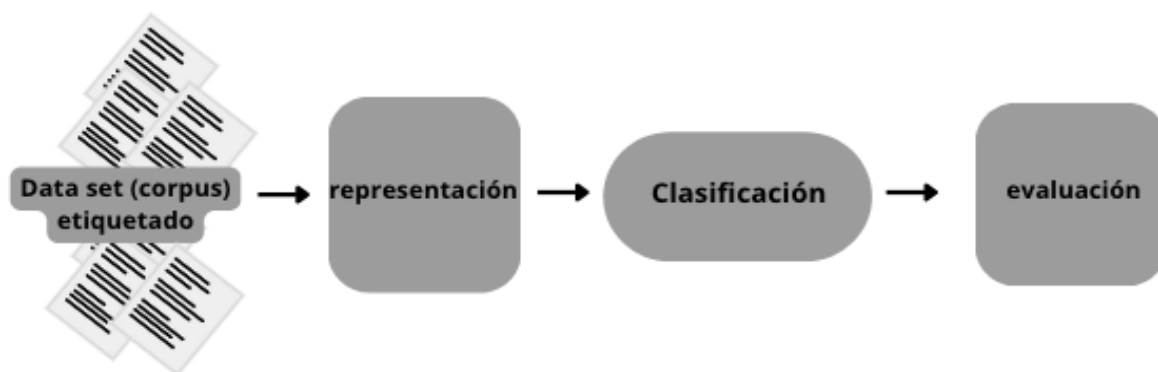 Data set (corpus)
etiquetado
representación
Clasificación
evaluación